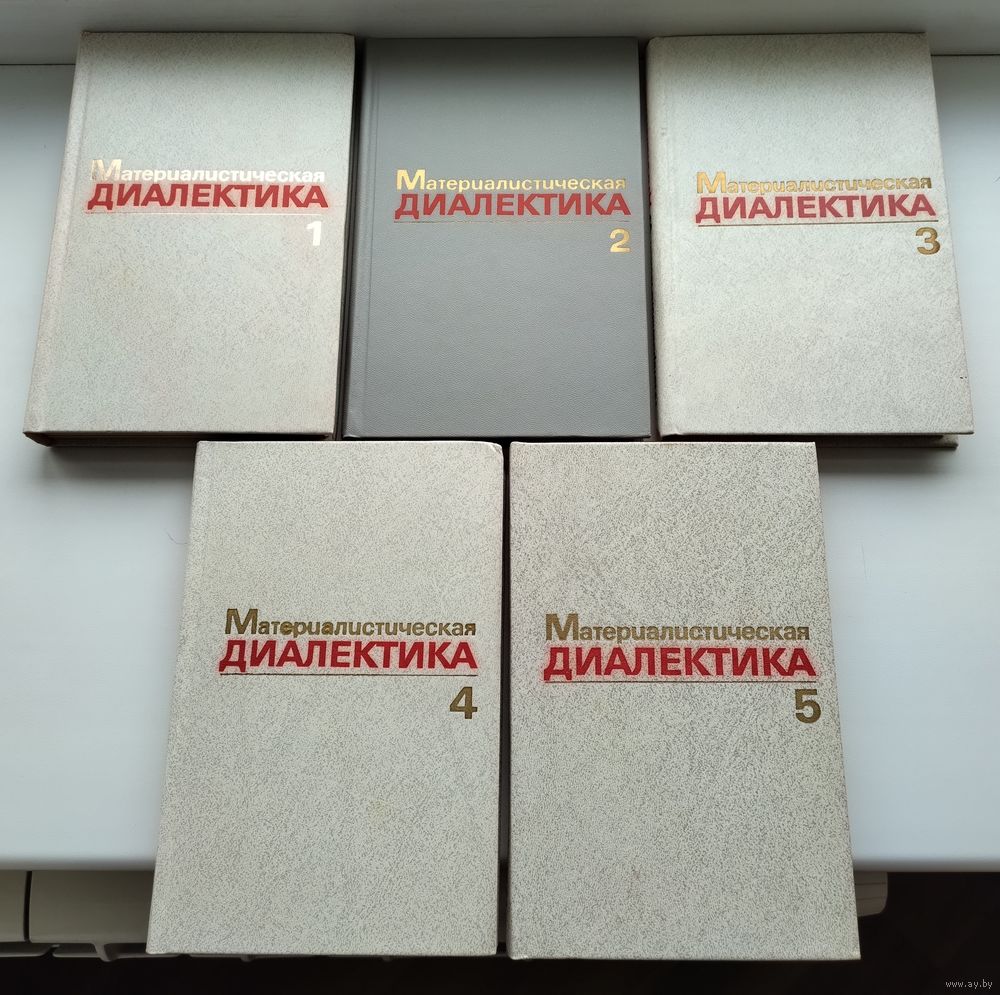 Материалистическая
ДИАЛЕКТИКА
1
Материалистическая
ДИАЛЕКТИКА
2
Материалистическая
ДИАЛЕКТИКА
3
Материалистическая
ДИАЛЕКТИКА
4
Материалистическая
ДИАЛЕКТИКА
5
www.ay.by